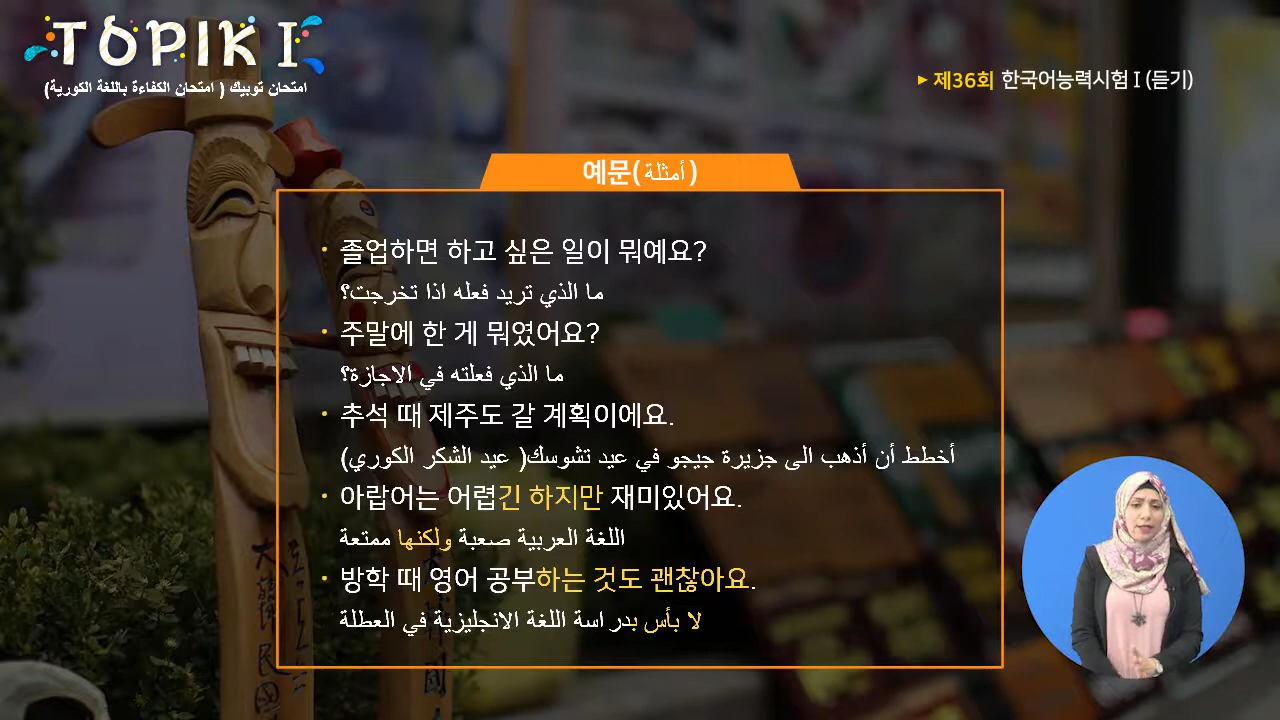 TOPIK I
امتحان توبيك ( امتحان الكفاءة باللغة الكورية)
▶ 제36회 한국어능력시험 I (듣기)
예문(أمثلة)
· 졸업하면 하고 싶은 일이 뭐예요?
ما الذي تريد فعله اذا تخرجت؟
· 주말에 한 게 뭐였어요?
ما الذي فعلته في الاجازة؟
· 추석 때 제주도 갈 계획이에요.
أخطط أن أذهب الى جزيرة جيجو في عيد تشوسك( عيد الشكر الكوري)
· 아랍어는 어렵긴 하지만 재미있어요.
اللغة العربية صعبة ولكنها ممتعة
· 방학 때 영어 공부하는 것도 괜찮아요.
لا بأس بدراسة اللغة الانجليزية في العطلة
大韓民國